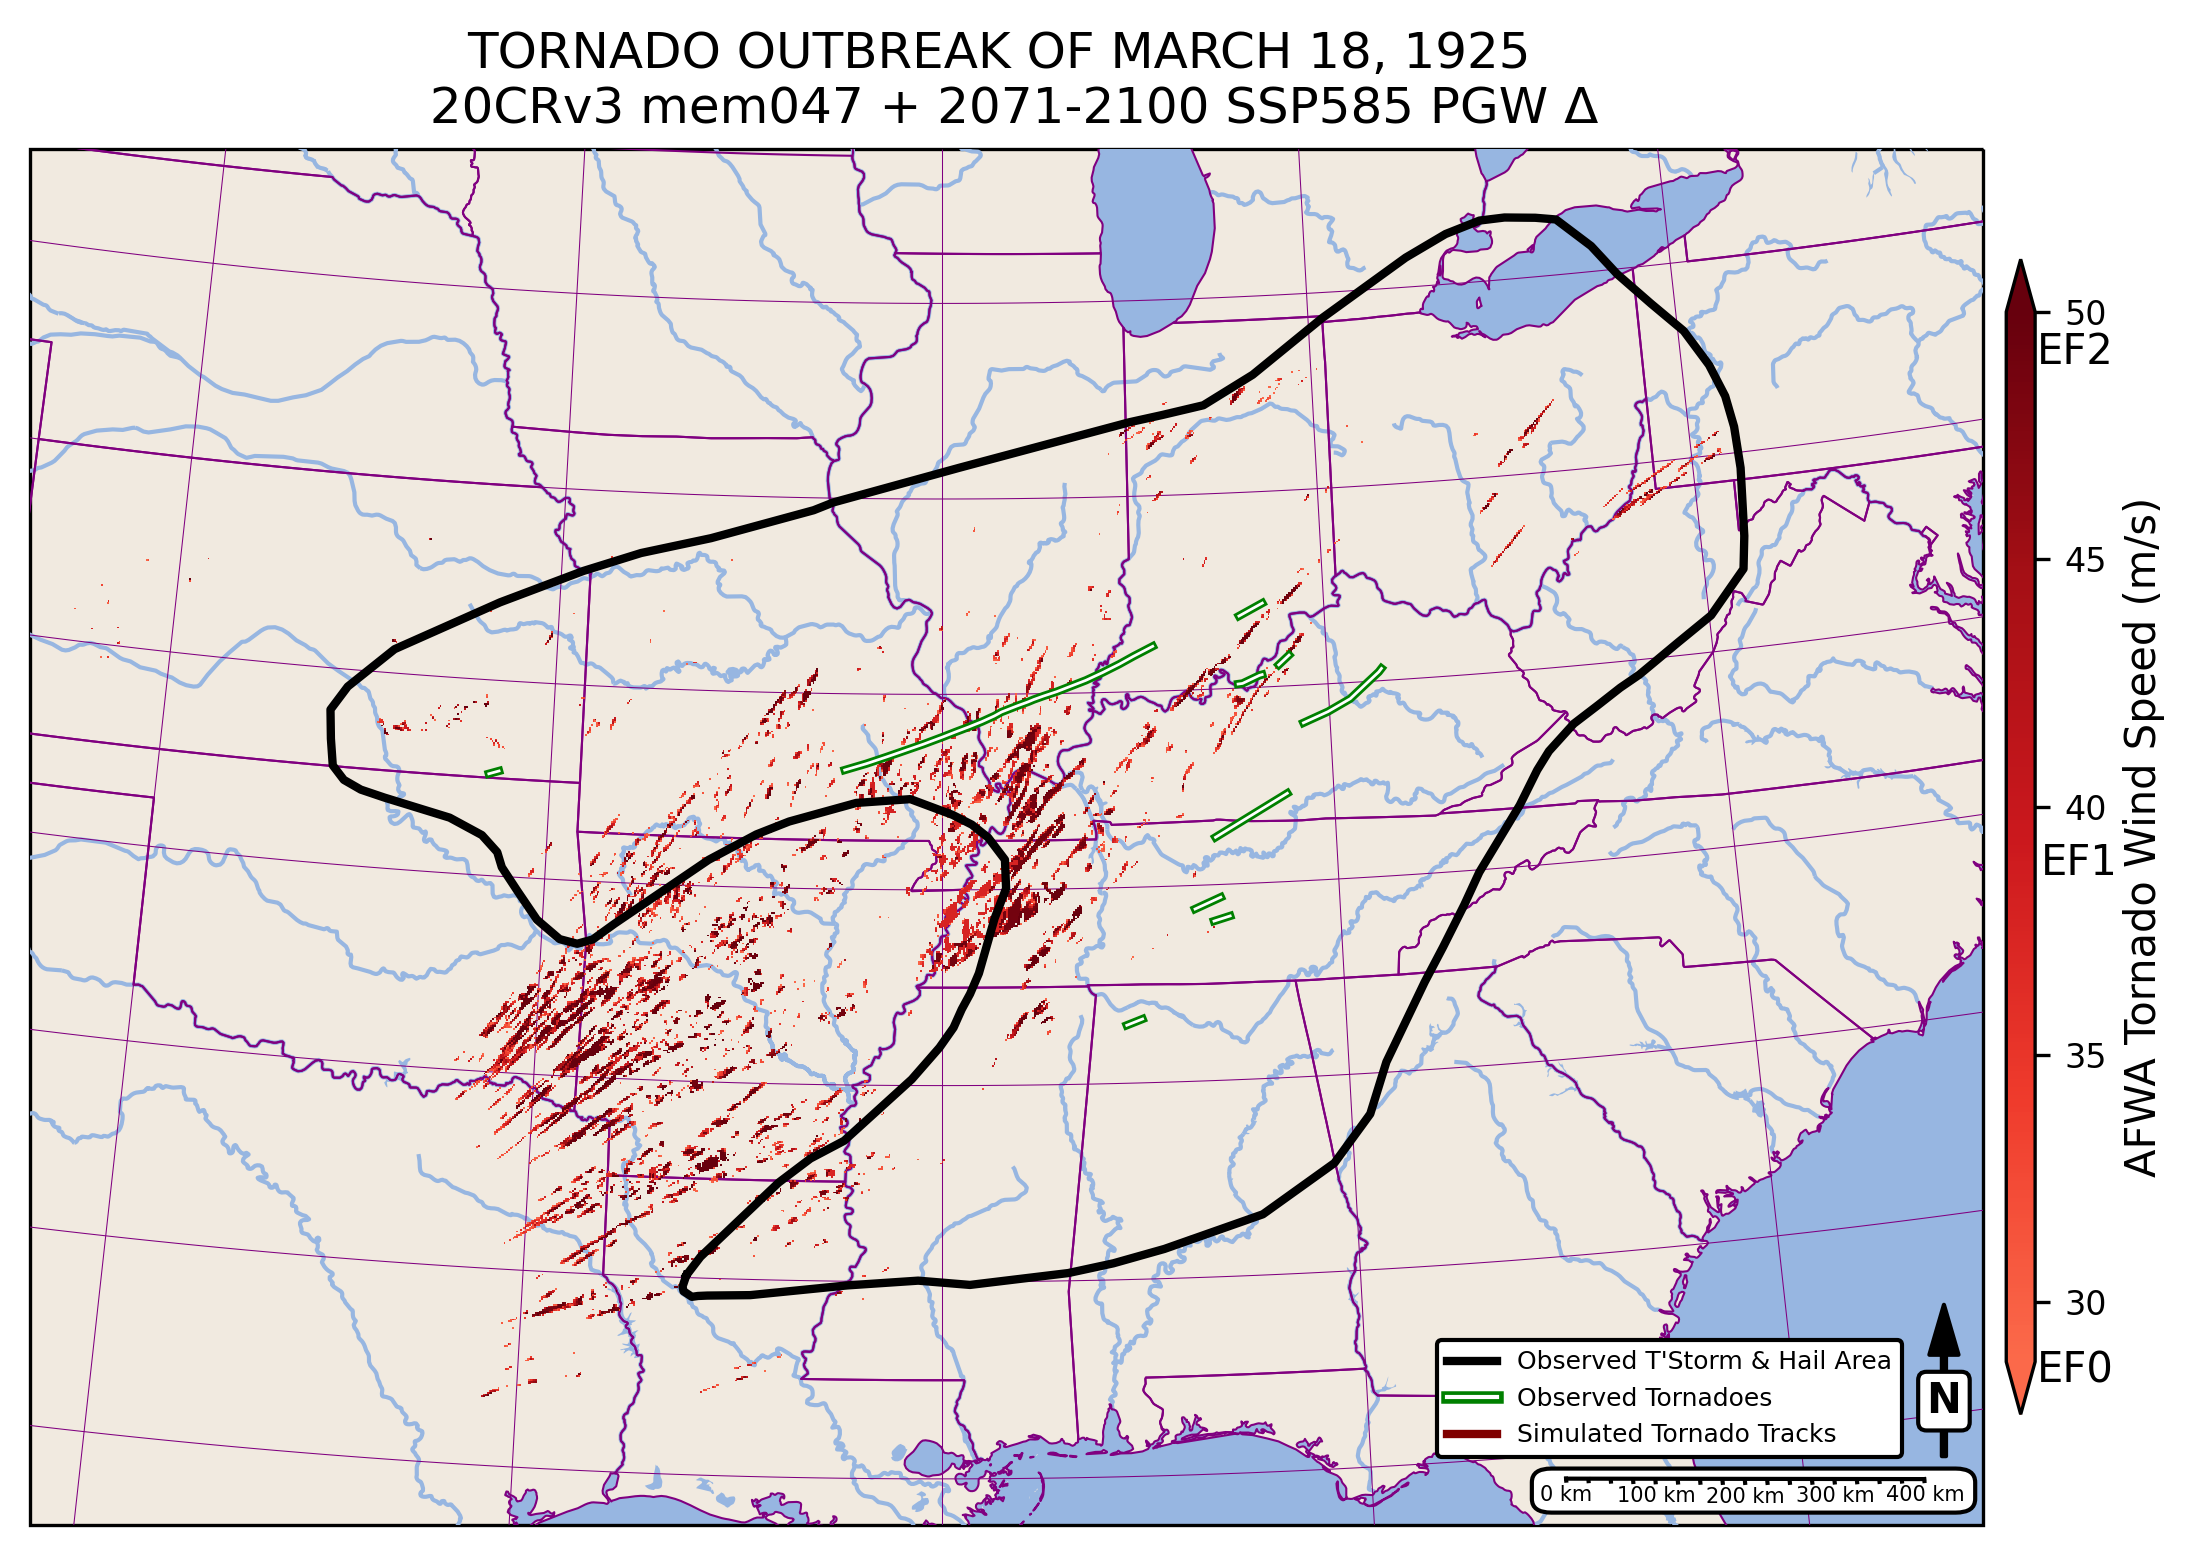 TORNADO OUTBREAK OF MARCH 18, 1925
20CRv3 mem047 + 2071-2100 SSP585 PGW Δ
50
EF2
45
40
EF1
35
30
EF0
AFWA Tornado Wind Speed (m/s)
Observed T'Storm & Hail Area
Observed Tornadoes
Simulated Tornado Tracks
N
0 km 100 km 200 km 300 km 400 km